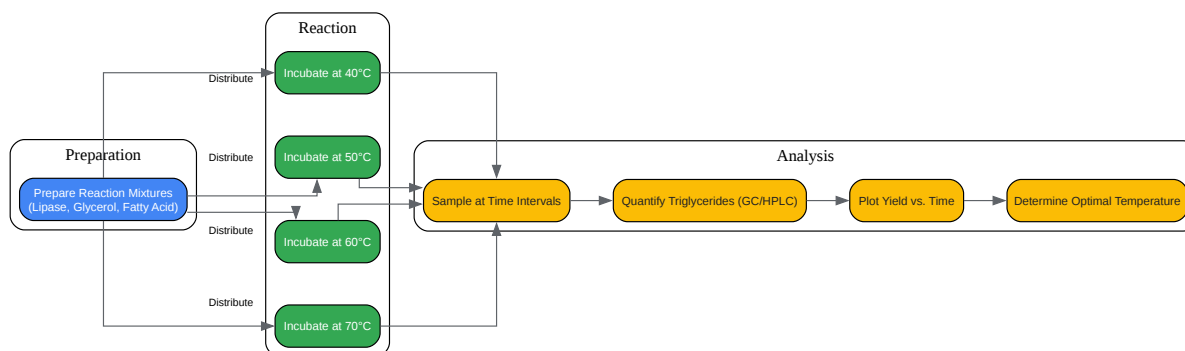 Reaction
Incubate at 40°C
Distribute
Incubate at 50°C
Distribute
Preparation
Prepare Reaction Mixtures
(Lipase, Glycerol, Fatty Acid)
Distribute
Incubate at 60°C
Distribute
Incubate at 70°C
Analysis
Sample at Time Intervals
Quantify Triglycerides (GC/HPLC)
Plot Yield vs. Time
Determine Optimal Temperature